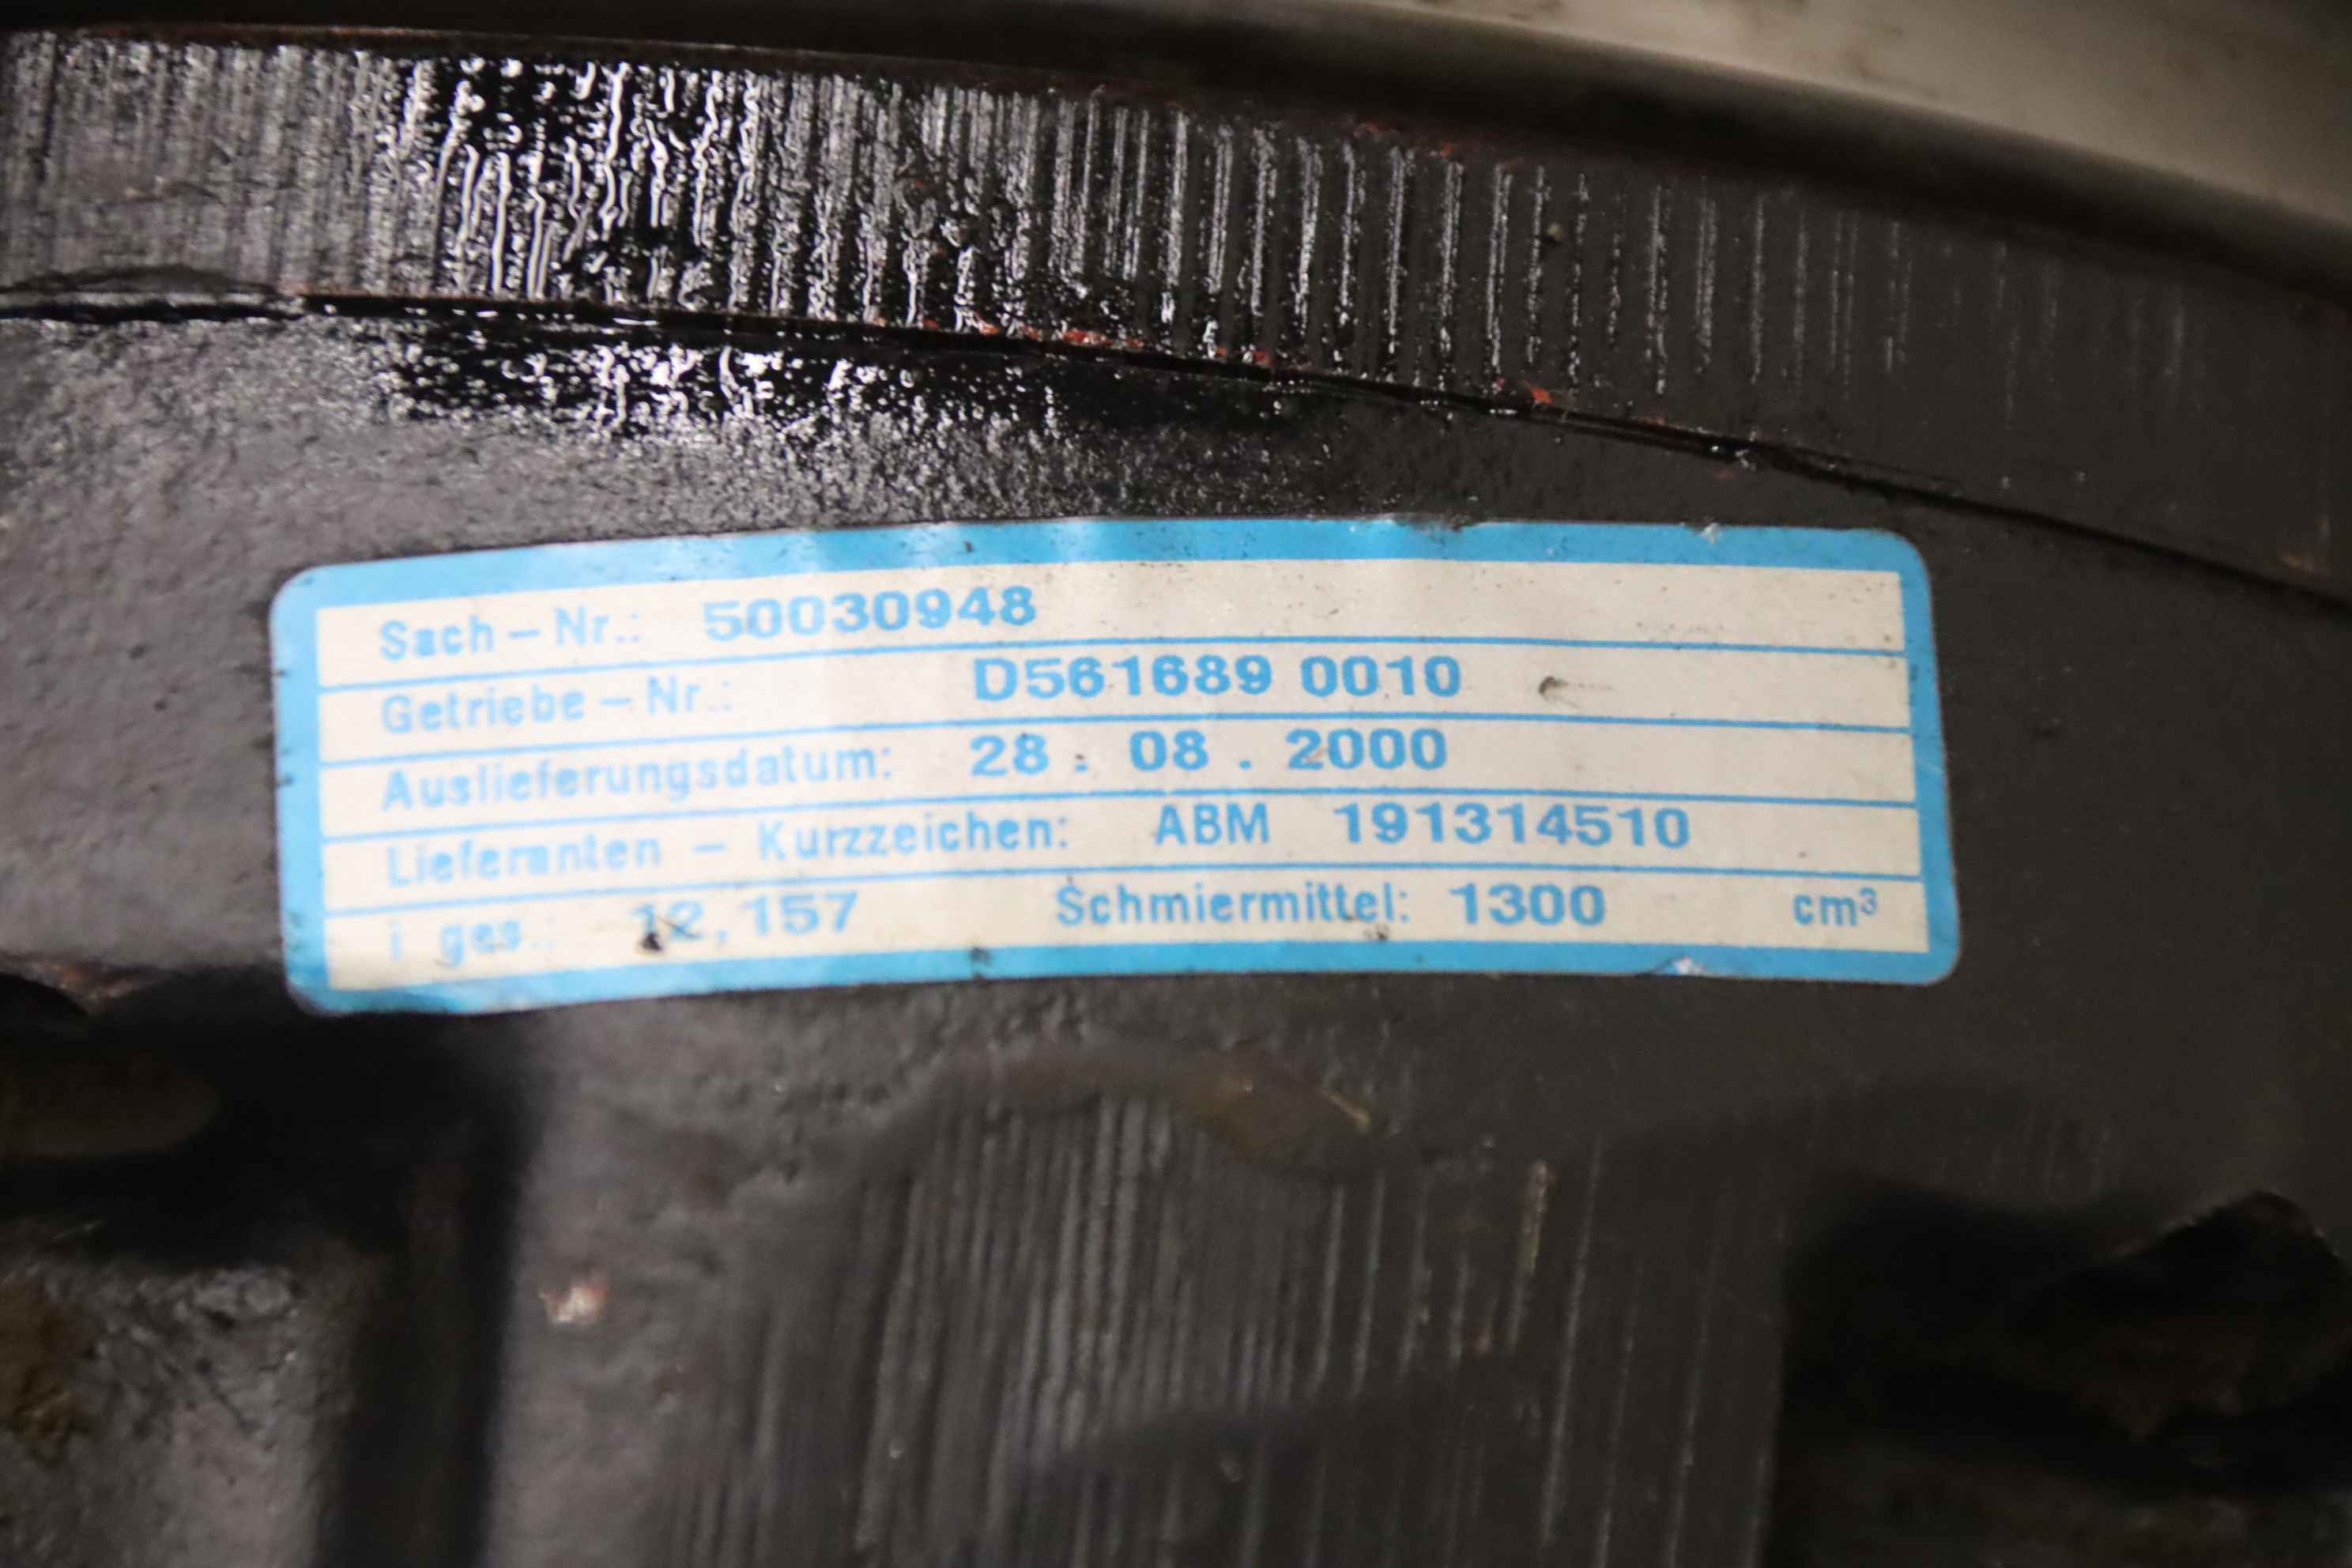 Sach-Nr.: 50030948
Getriebe-Nr.: D561689 0010
Auslieferungsdatum: 28. 08. 2000
Lieferanten - Kurzzeichen: ABM 191314510
i ges.: 12,157 Schmiermittel: 1300 cm³